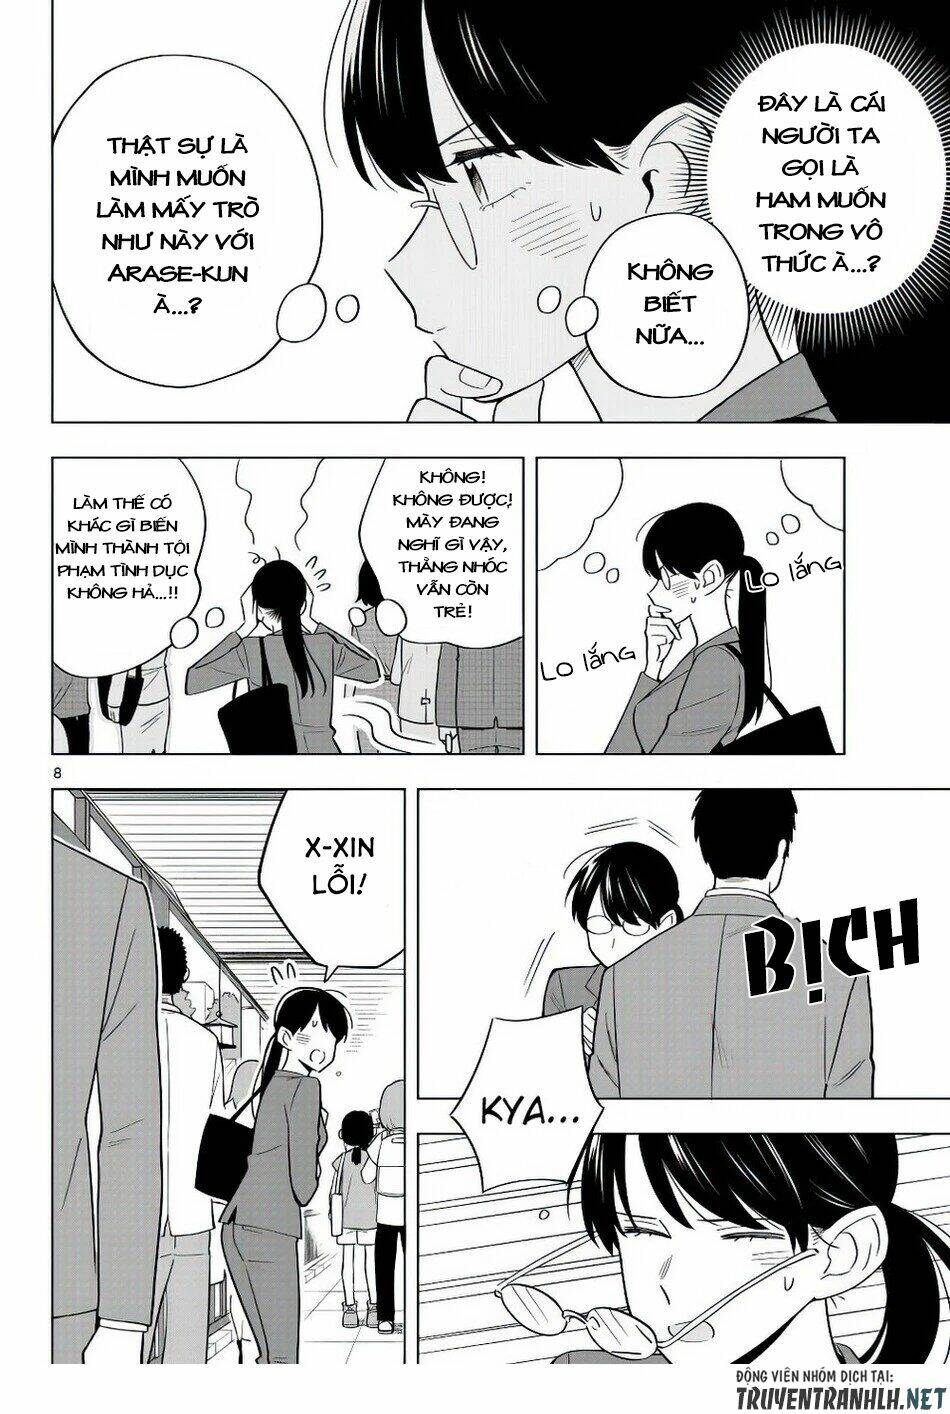 ĐÂY LÀ CÁI
NGƯỜI TA
GỌI LÀ
HAM MUỐN
TRONG VÔ
THỨC À...?
KHÔNG
BIẾT
NỮA...
THẬT SỰ LÀ
MÌNH MUỐN
LÀM MẤY TRÒ
NHƯ NÀY VỚI
ARASE-KUN
À...?
Lo lắng
Lo lắng
KHÔNG!
KHÔNG ĐƯỢC!
MÀY ĐANG
NGHĨ GÌ VẬY,
THẰNG NHÓC
VẪN CÒN
TRẺ!
LÀM THẾ CÓ
KHÁC GÌ BIẾN
MÌNH THÀNH TỘI
PHẠM TÌNH DỤC
KHÔNG HẢ...!!
8
BỊCH
KYA...
X-XIN
LỖI!
ĐỘNG VIÊN NHÓM DỊCH TẠI:
TRUYENTRANHLH.NET